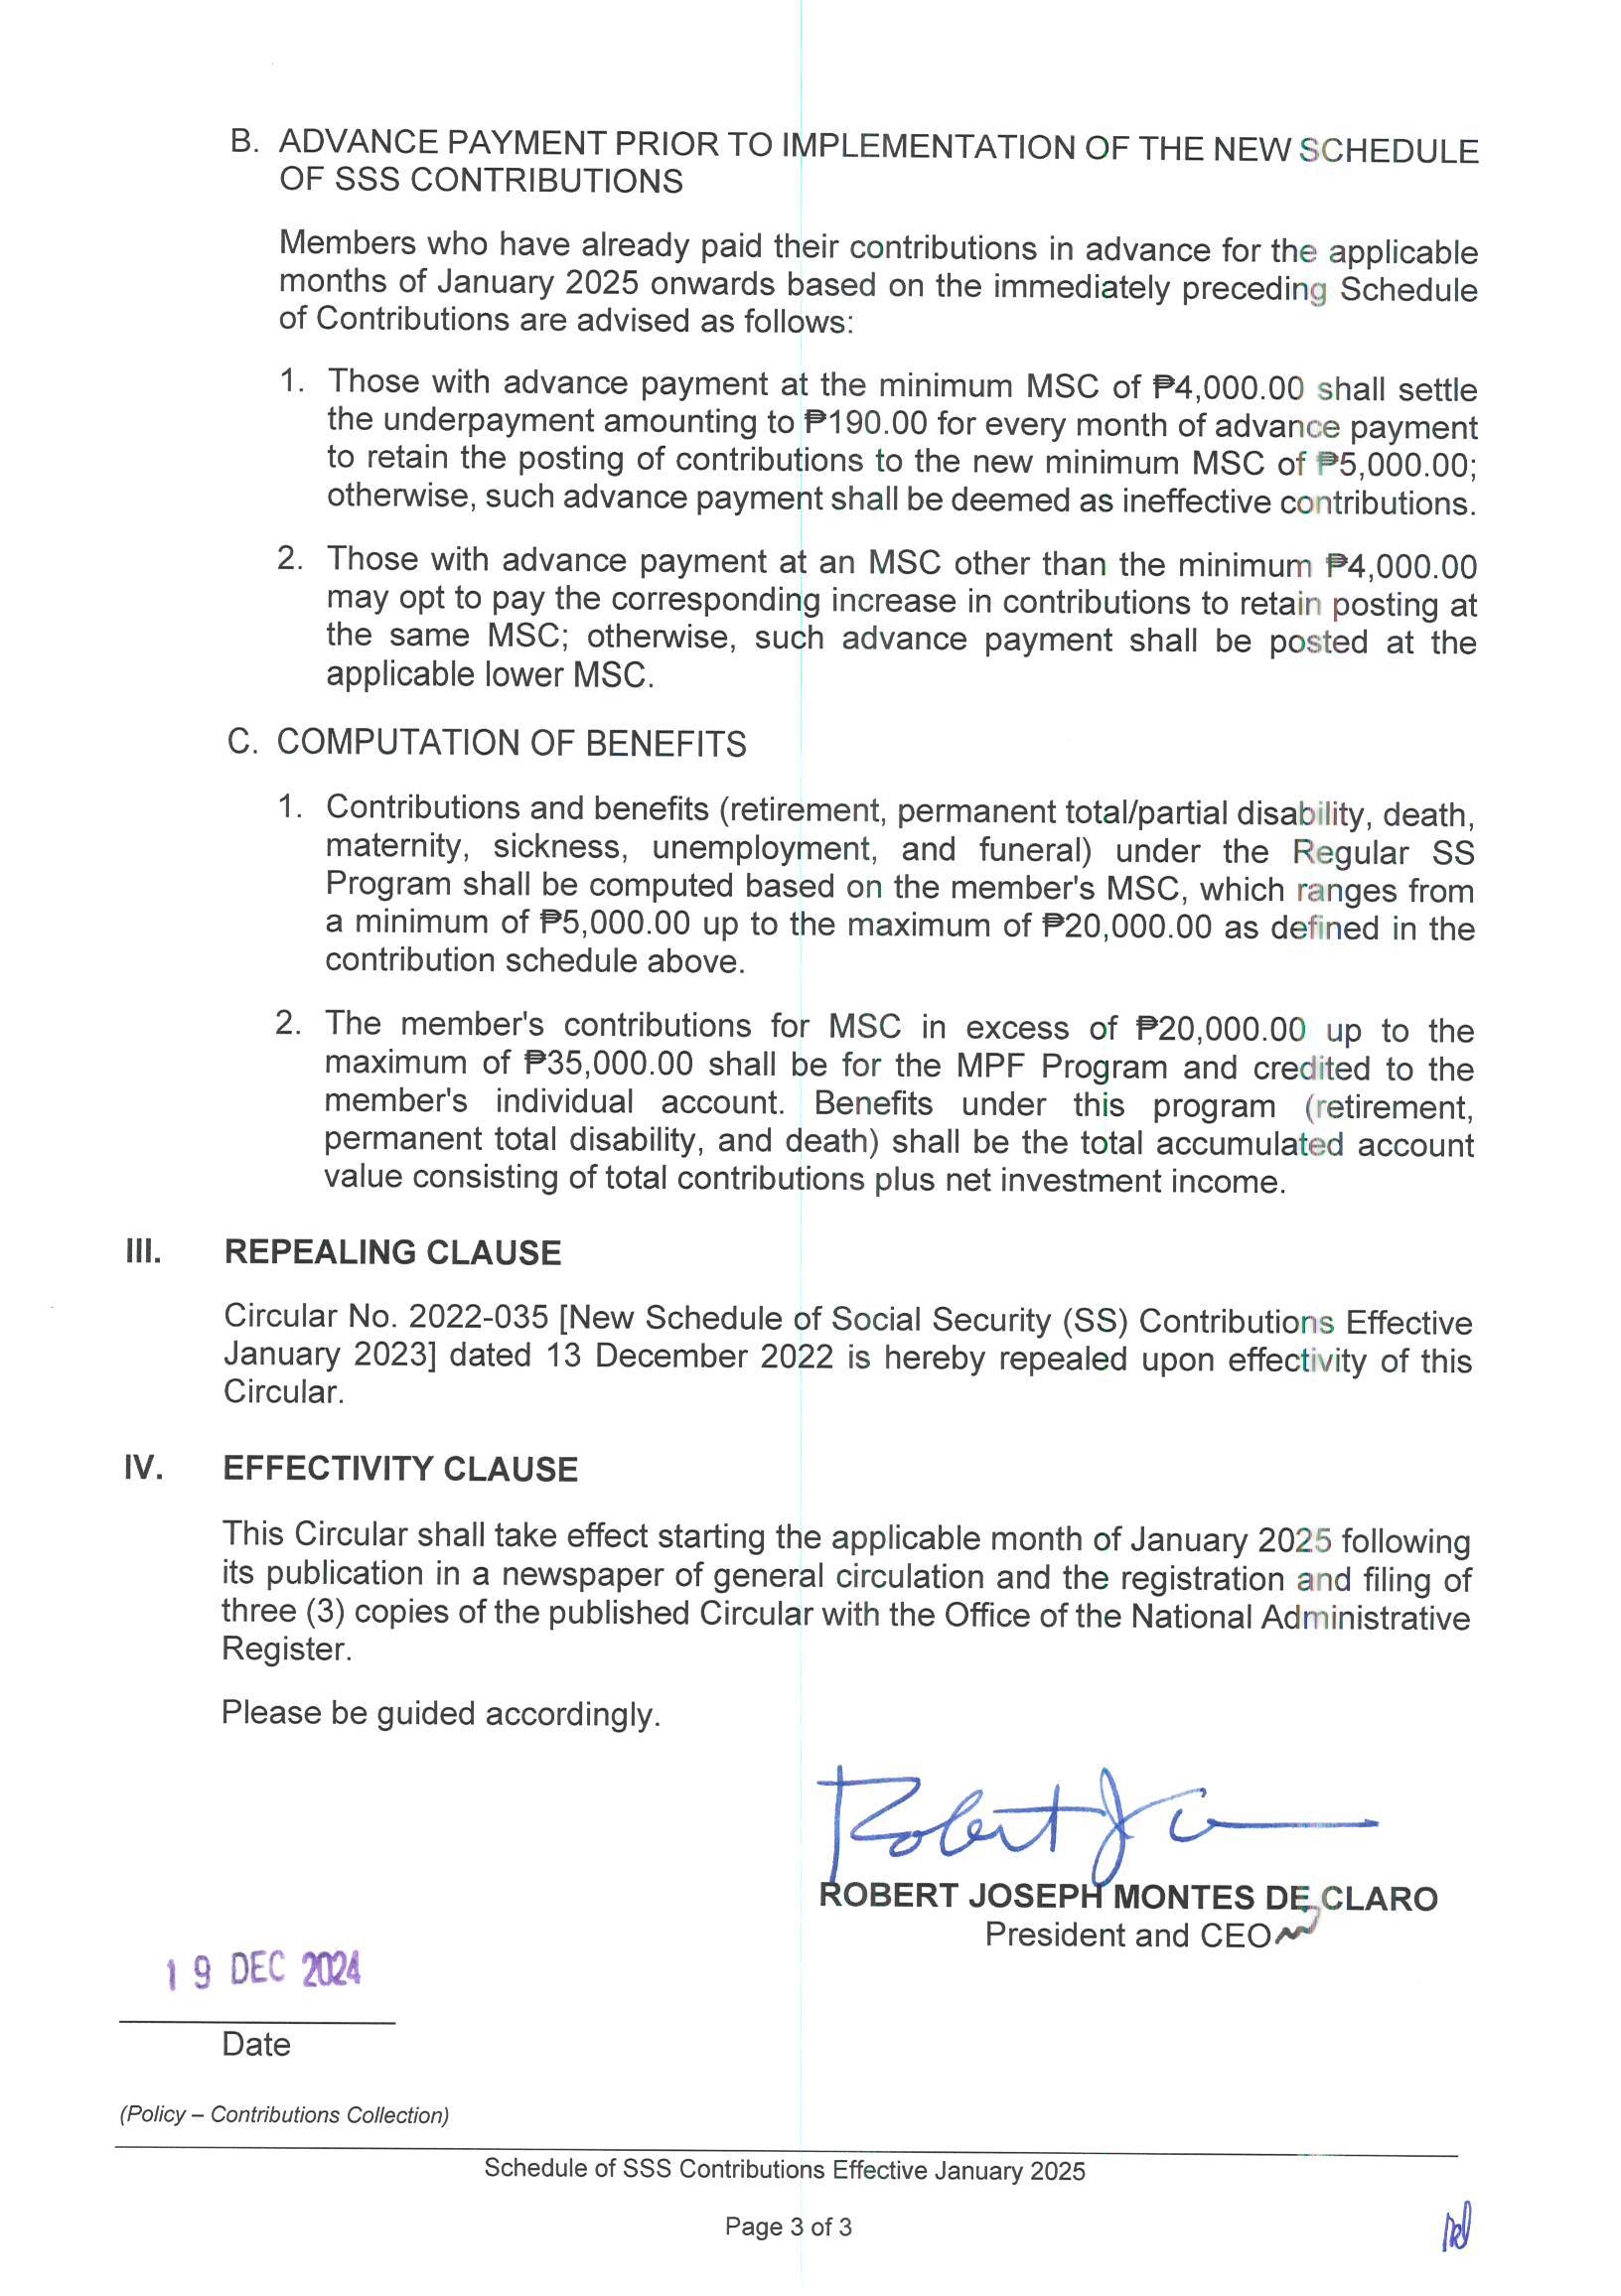 B. ADVANCE PAYMENT PRIOR TO IMPLEMENTATION OF THE NEW SCHEDULE
OF SSS CONTRIBUTIONS
Members who have already paid their contributions in advance for the applicable
months of January 2025 onwards based on the immediately preceding Schedule
of Contributions are advised as follows:
1. Those with advance payment at the minimum MSC of ₱4,000.00 shall settle
the underpayment amounting to ₱190.00 for every month of advance payment
to retain the posting of contributions to the new minimum MSC of ₱5,000.00;
otherwise, such advance payment shall be deemed as ineffective contributions.
2. Those with advance payment at an MSC other than the minimum ₱4,000.00
may opt to pay the corresponding increase in contributions to retain posting at
the same MSC; otherwise, such advance payment shall be posted at the
applicable lower MSC.
C. COMPUTATION OF BENEFITS
1. Contributions and benefits (retirement, permanent total/partial disability, death,
maternity, sickness, unemployment, and funeral) under the Regular SS
Program shall be computed based on the member's MSC, which ranges from
a minimum of ₱5,000.00 up to the maximum of ₱20,000.00 as defined in the
contribution schedule above.
2. The member's contributions for MSC in excess of ₱20,000.00 up to the
maximum of ₱35,000.00 shall be for the MPF Program and credited to the
member's individual account. Benefits under this program (retirement,
permanent total disability, and death) shall be the total accumulated account
value consisting of total contributions plus net investment income.
III. REPEALING CLAUSE
Circular No. 2022-035 [New Schedule of Social Security (SS) Contributions Effective
January 2023] dated 13 December 2022 is hereby repealed upon effectivity of this
Circular.
IV. EFFECTIVITY CLAUSE
This Circular shall take effect starting the applicable month of January 2025 following
its publication in a newspaper of general circulation and the registration and filing of
three (3) copies of the published Circular with the Office of the National Administrative
Register.
Please be guided accordingly.
ROBERT JOSEPH MONTES DE CLARO
President and CEO
19 DEC 2024
Date
(Policy – Contributions Collection)
Schedule of SSS Contributions Effective January 2025
Page 3 of 3